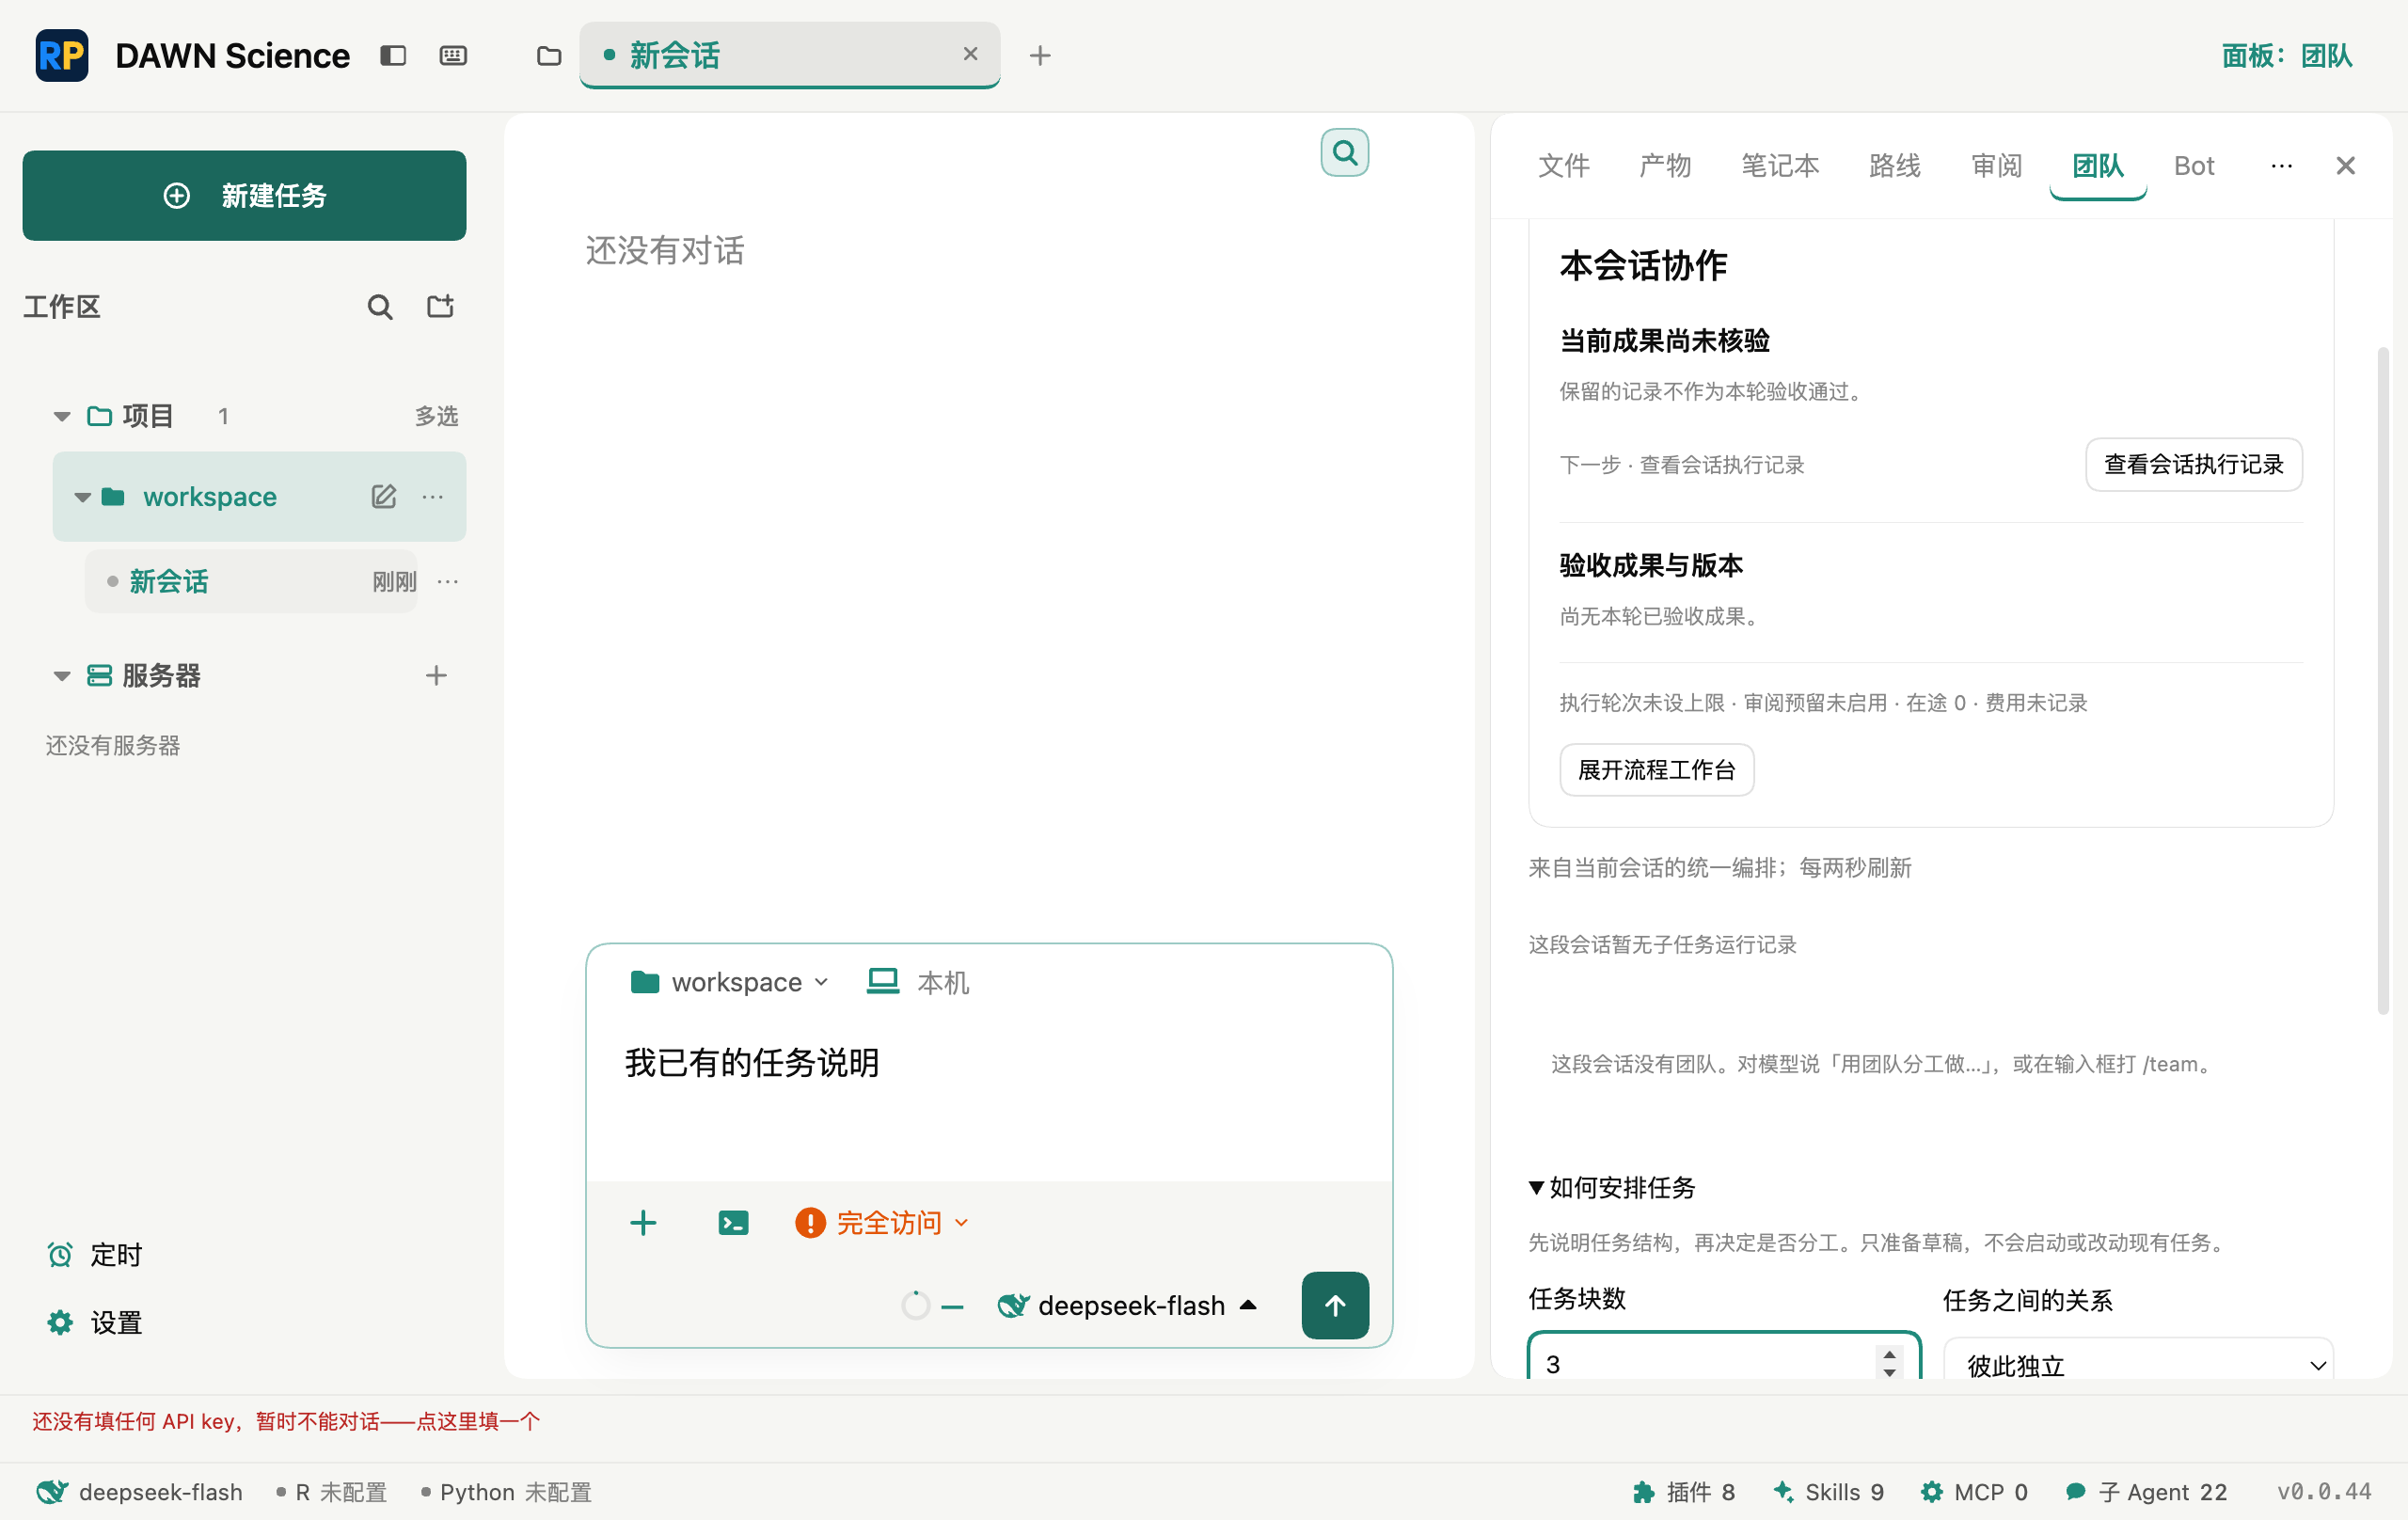 RP DAWN Science
新会话
面板：团队
新建任务
工作区
项目 1 多选
workspace
新会话 刚刚
服务器
还没有服务器
定时
设置
还没有对话
workspace 本机
我已有的任务说明
完全访问
deepseek-flash
文件 产物 笔记本 路线 审阅 团队 Bot
本会话协作
当前成果尚未核验
保留的记录不作为本轮验收通过。
下一步 · 查看会话执行记录 查看会话执行记录
验收成果与版本
尚无本轮已验收成果。
执行轮次未设上限 · 审阅预留未启用 · 在途 0 · 费用未记录
展开流程工作台
来自当前会话的统一编排；每两秒刷新
这段会话暂无子任务运行记录
这段会话没有团队。对模型说「用团队分工做…」，或在输入框打 /team。
如何安排任务
先说明任务结构，再决定是否分工。只准备草稿，不会启动或改动现有任务。
任务块数 任务之间的关系
3 彼此独立
还没有填任何 API key，暂时不能对话——点这里填一个
deepseek-flash R 未配置 Python 未配置 插件 8 Skills 9 MCP 0 子 Agent 22 v0.0.44